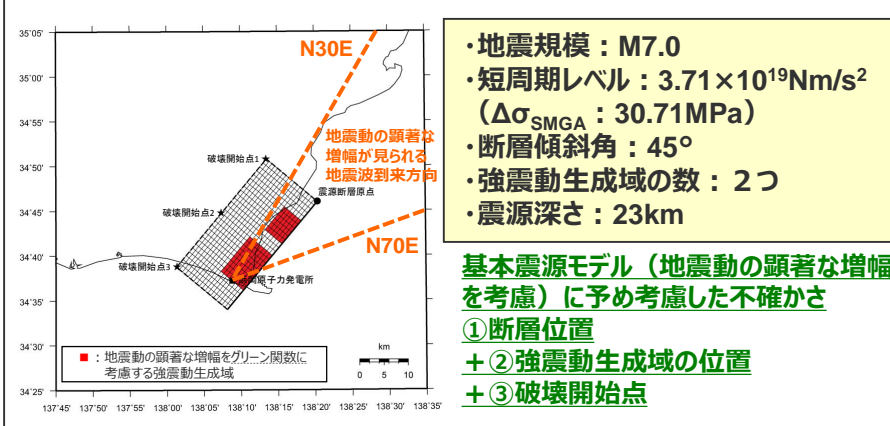 35˚05'
35˚00'
34˚55'
34˚50'
34˚45'
34˚40'
34˚35'
34˚30'
34˚25'
N30E
地震動の顕著な
増幅が見られる
地震波到来方向
破壊開始点1
震源断層原点
破壊開始点2
N70E
破壊開始点3
岡原子力発電所
■:地震動の顕著な増幅をグリーン関数に
考慮する強震動生成域
km
0 5 10
137˚45' 137˚50' 137˚55' 138˚00' 138˚05' 138˚10' 138˚15' 138˚20' 138˚25' 138˚30' 138˚35'
・地震規模:M7.0
・短周期レベル:3.71×10¹⁹Nm/s²
(Δσ_SMGA:30.71MPa)
・断層傾斜角:45°
・強震動生成域の数:2つ
・震源深さ:23km
基本震源モデル(地震動の顕著な増幅
を考慮)に予め考慮した不確かさ
①断層位置
+②強震動生成域の位置
+③破壊開始点